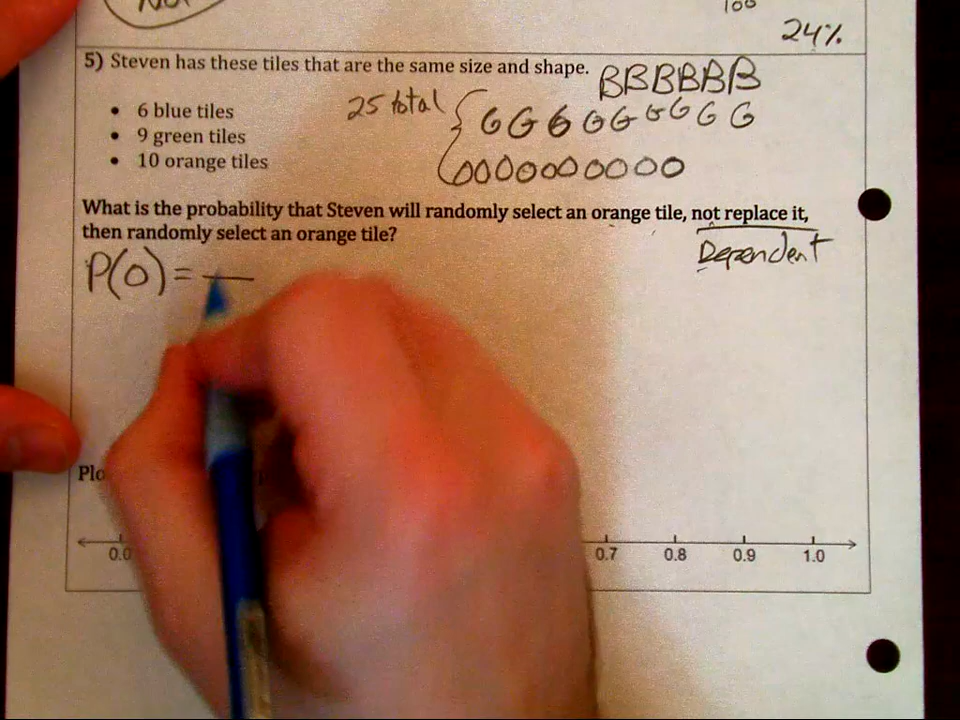 Not
100
24%
5) Steven has these tiles that are the same size and shape.
BBBBBB
• 6 blue tiles
25 total
GGGGGGGGG
• 9 green tiles
• 10 orange tiles
OOOOOOOOOO
What is the probability that Steven will randomly select an orange tile, not replace it,
then randomly select an orange tile?
Dependent
P(O) =
0.7 0.8 0.9 1.0